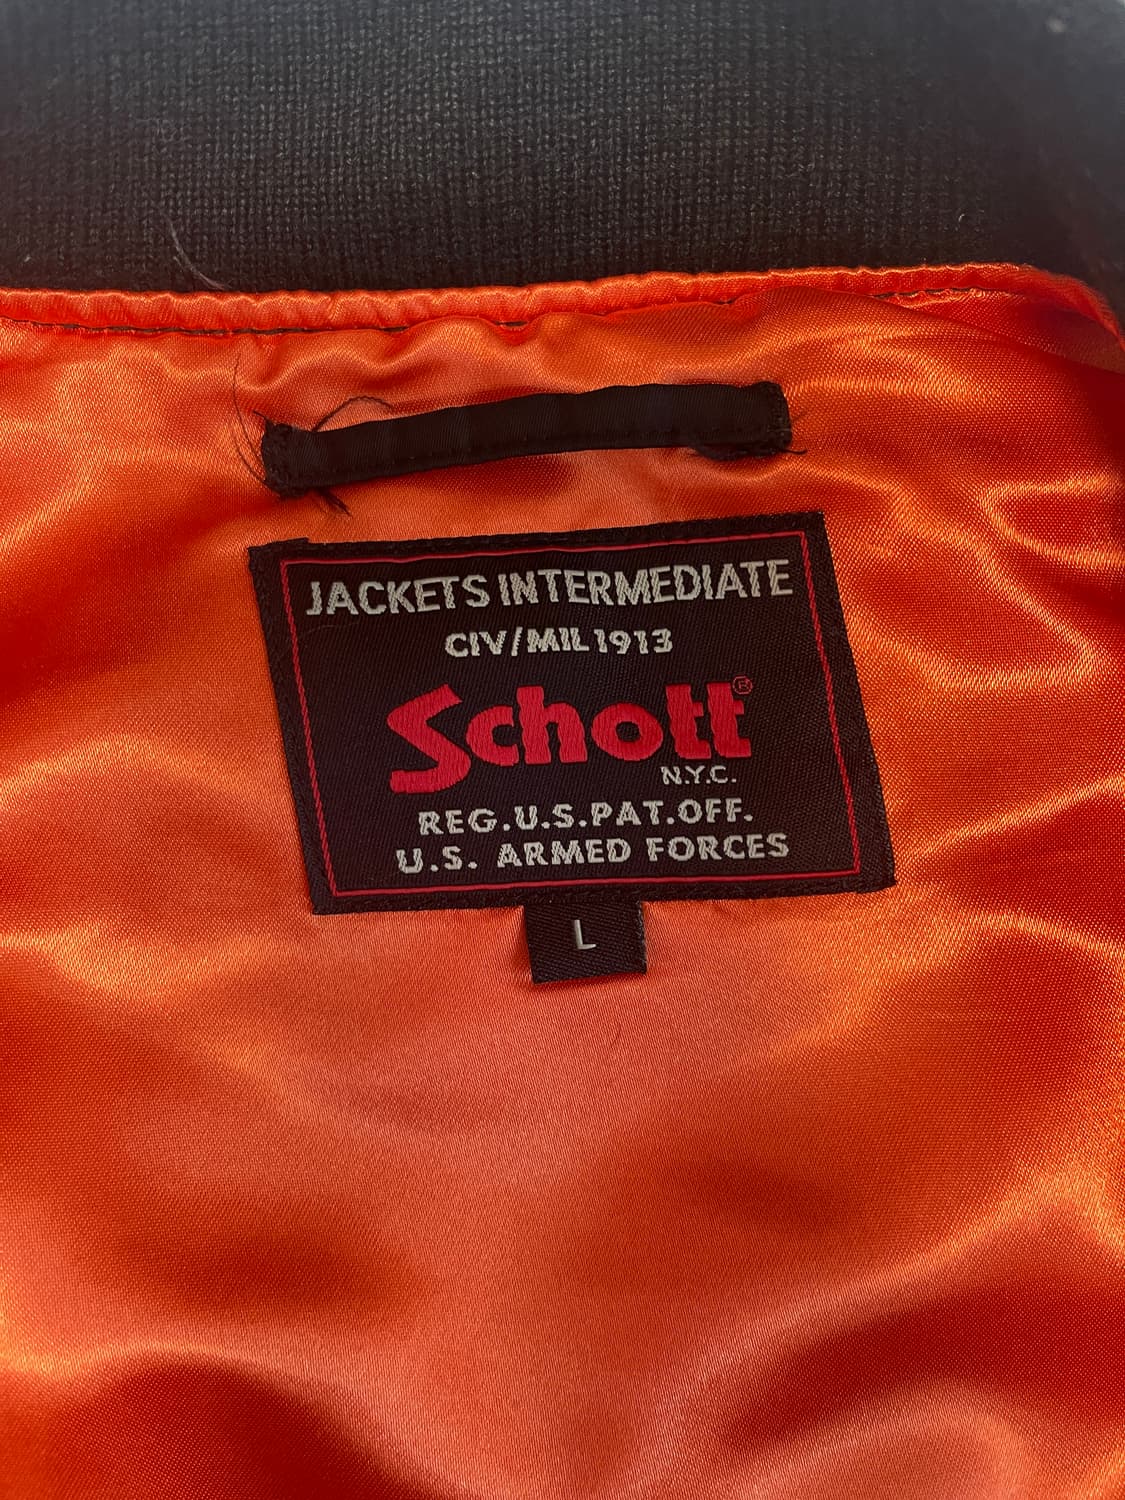 JACKETS INTERMEDIATE
CIV/MIL 1913
Schott®
N.Y.C.
REG.U.S.PAT.OFF.
U.S. ARMED FORCES
L